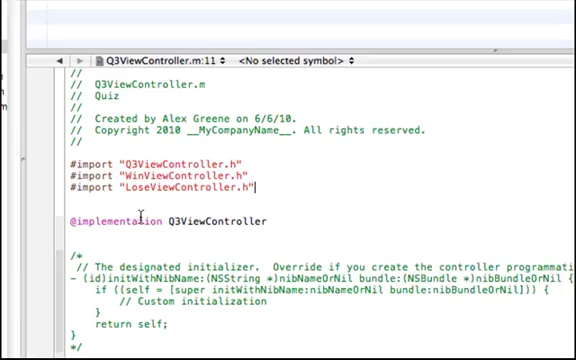 Q3ViewController.m:11 <No selected symbol>
//
// Q3ViewController.m
// Quiz
//
// Created by Alex Greene on 6/6/10.
// Copyright 2010 __MyCompanyName__. All rights reserved.
//
#import "Q3ViewController.h"
#import "WinViewController.h"
#import "LoseViewController.h"
@implementation Q3ViewController
/*
// The designated initializer. Override if you create the controller programmati
- (id)initWithNibName:(NSString *)nibNameOrNil bundle:(NSBundle *)nibBundleOrNil {
if ((self = [super initWithNibName:nibNameOrNil bundle:nibBundleOrNil])) {
// Custom initialization
}
return self;
}
*/